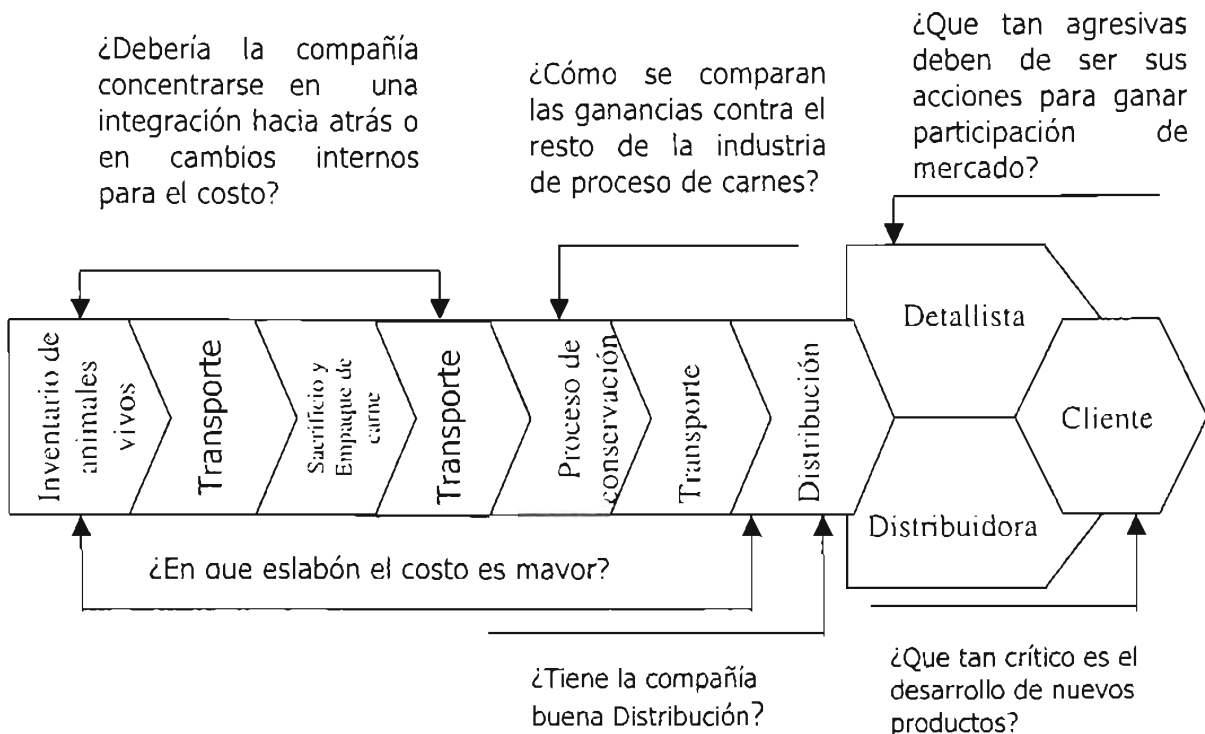 ¿Debería la compañía
concentrarse en una
integración hacia atrás o
en cambios internos
para el costo?
¿Cómo se comparan
las ganancias contra el
resto de la industria
de proceso de carnes?
¿Que tan agresivas
deben de ser sus
acciones para ganar
participación de
mercado?
Inventario de
animales
vivos
Transporte
Sacrificio y
Empaque de
carne
Transporte
Proceso de
conservación
Transporte
Distribución
Detallista
Cliente
Distribuidora
¿En que eslabón el costo es mayor?
¿Tiene la compañía
buena Distribución?
¿Que tan crítico es el
desarrollo de nuevos
productos?